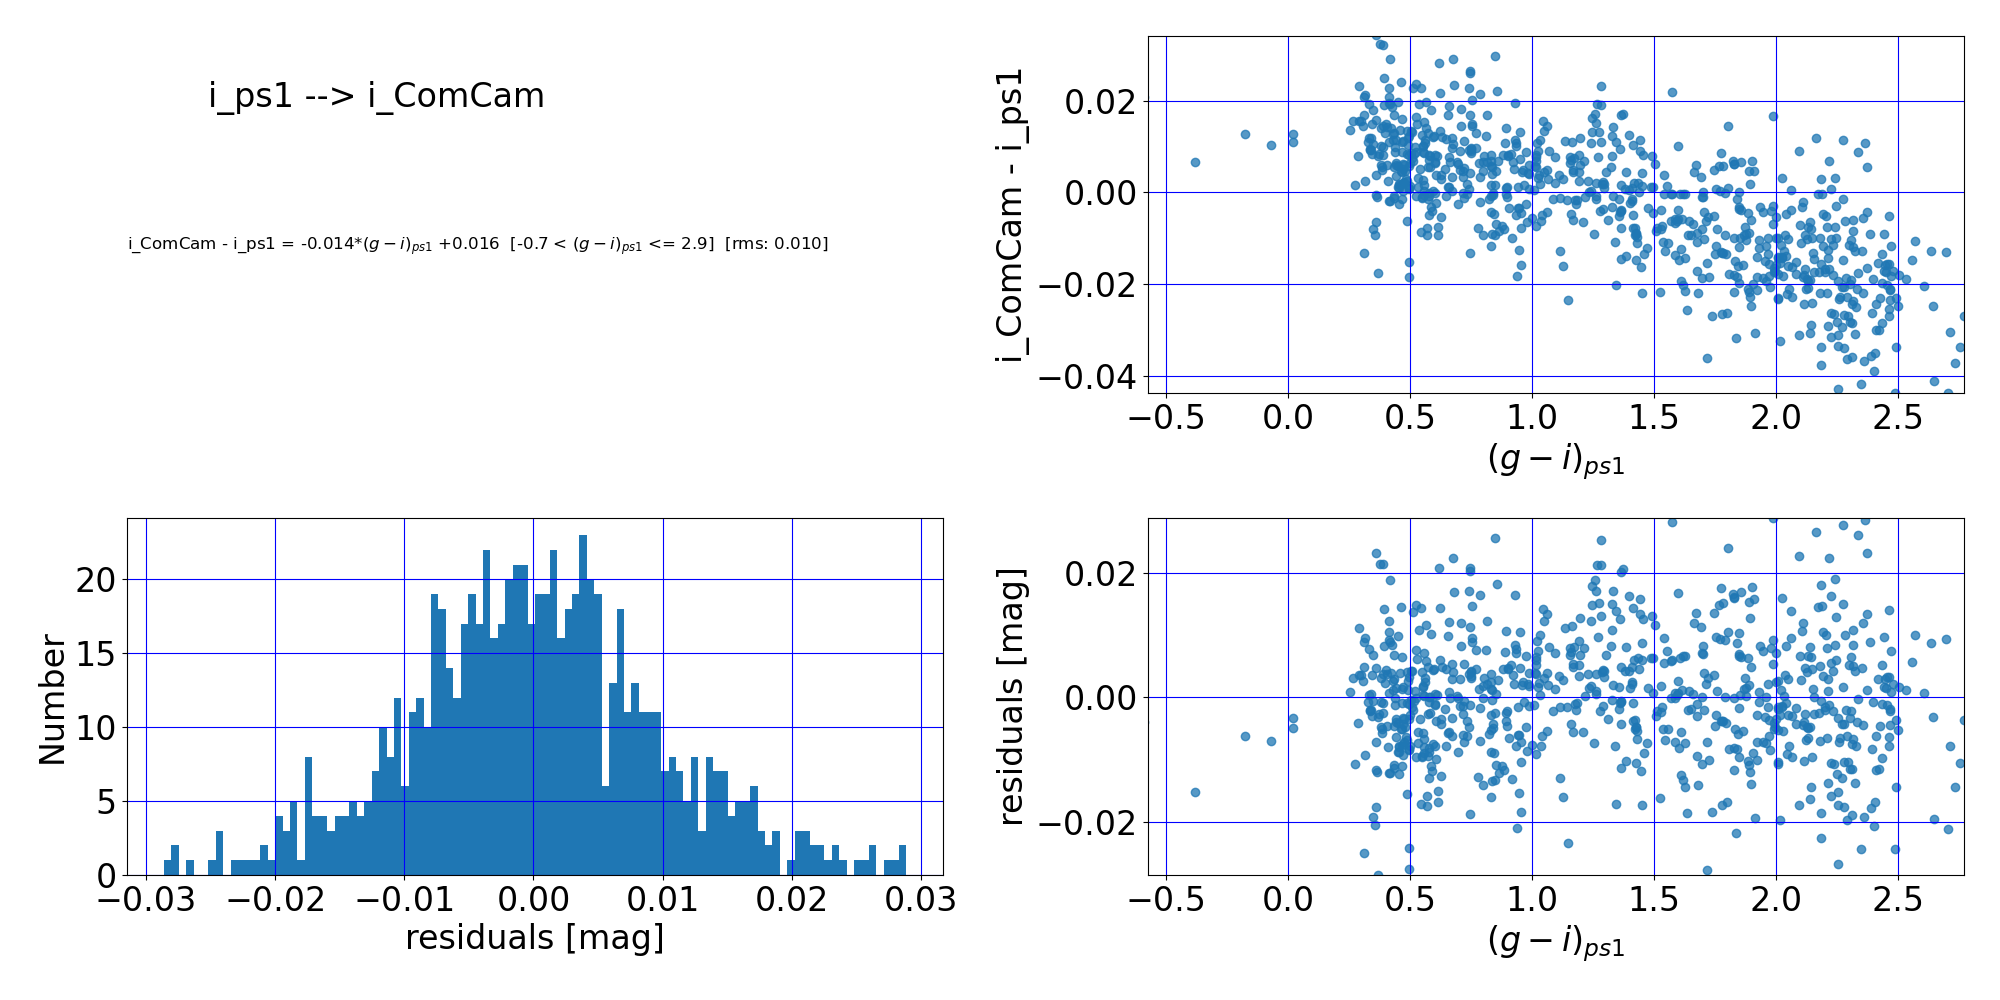 i_ps1 --> i_ComCam
i_ComCam - i_ps1 = -0.014*(g − i)ps1 +0.016  [-0.7 < (g − i)ps1 <= 2.9]  [rms: 0.010]
i_ComCam - i_ps1
0.02
0.00
−0.02
−0.04
−0.5 0.0 0.5 1.0 1.5 2.0 2.5
(g − i)ps1
Number
20
15
10
5
0
−0.03 −0.02 −0.01 0.00 0.01 0.02 0.03
residuals [mag]
residuals [mag]
0.02
0.00
−0.02
−0.5 0.0 0.5 1.0 1.5 2.0 2.5
(g − i)ps1